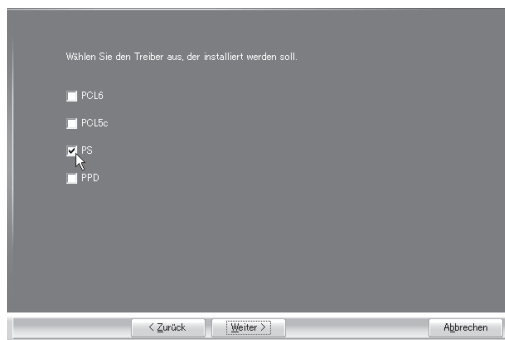 Wählen Sie den Treiber aus, der installiert werden soll.
PCL6
PCL5c
PS
PPD
< Zurück
Weiter >
Abbrechen